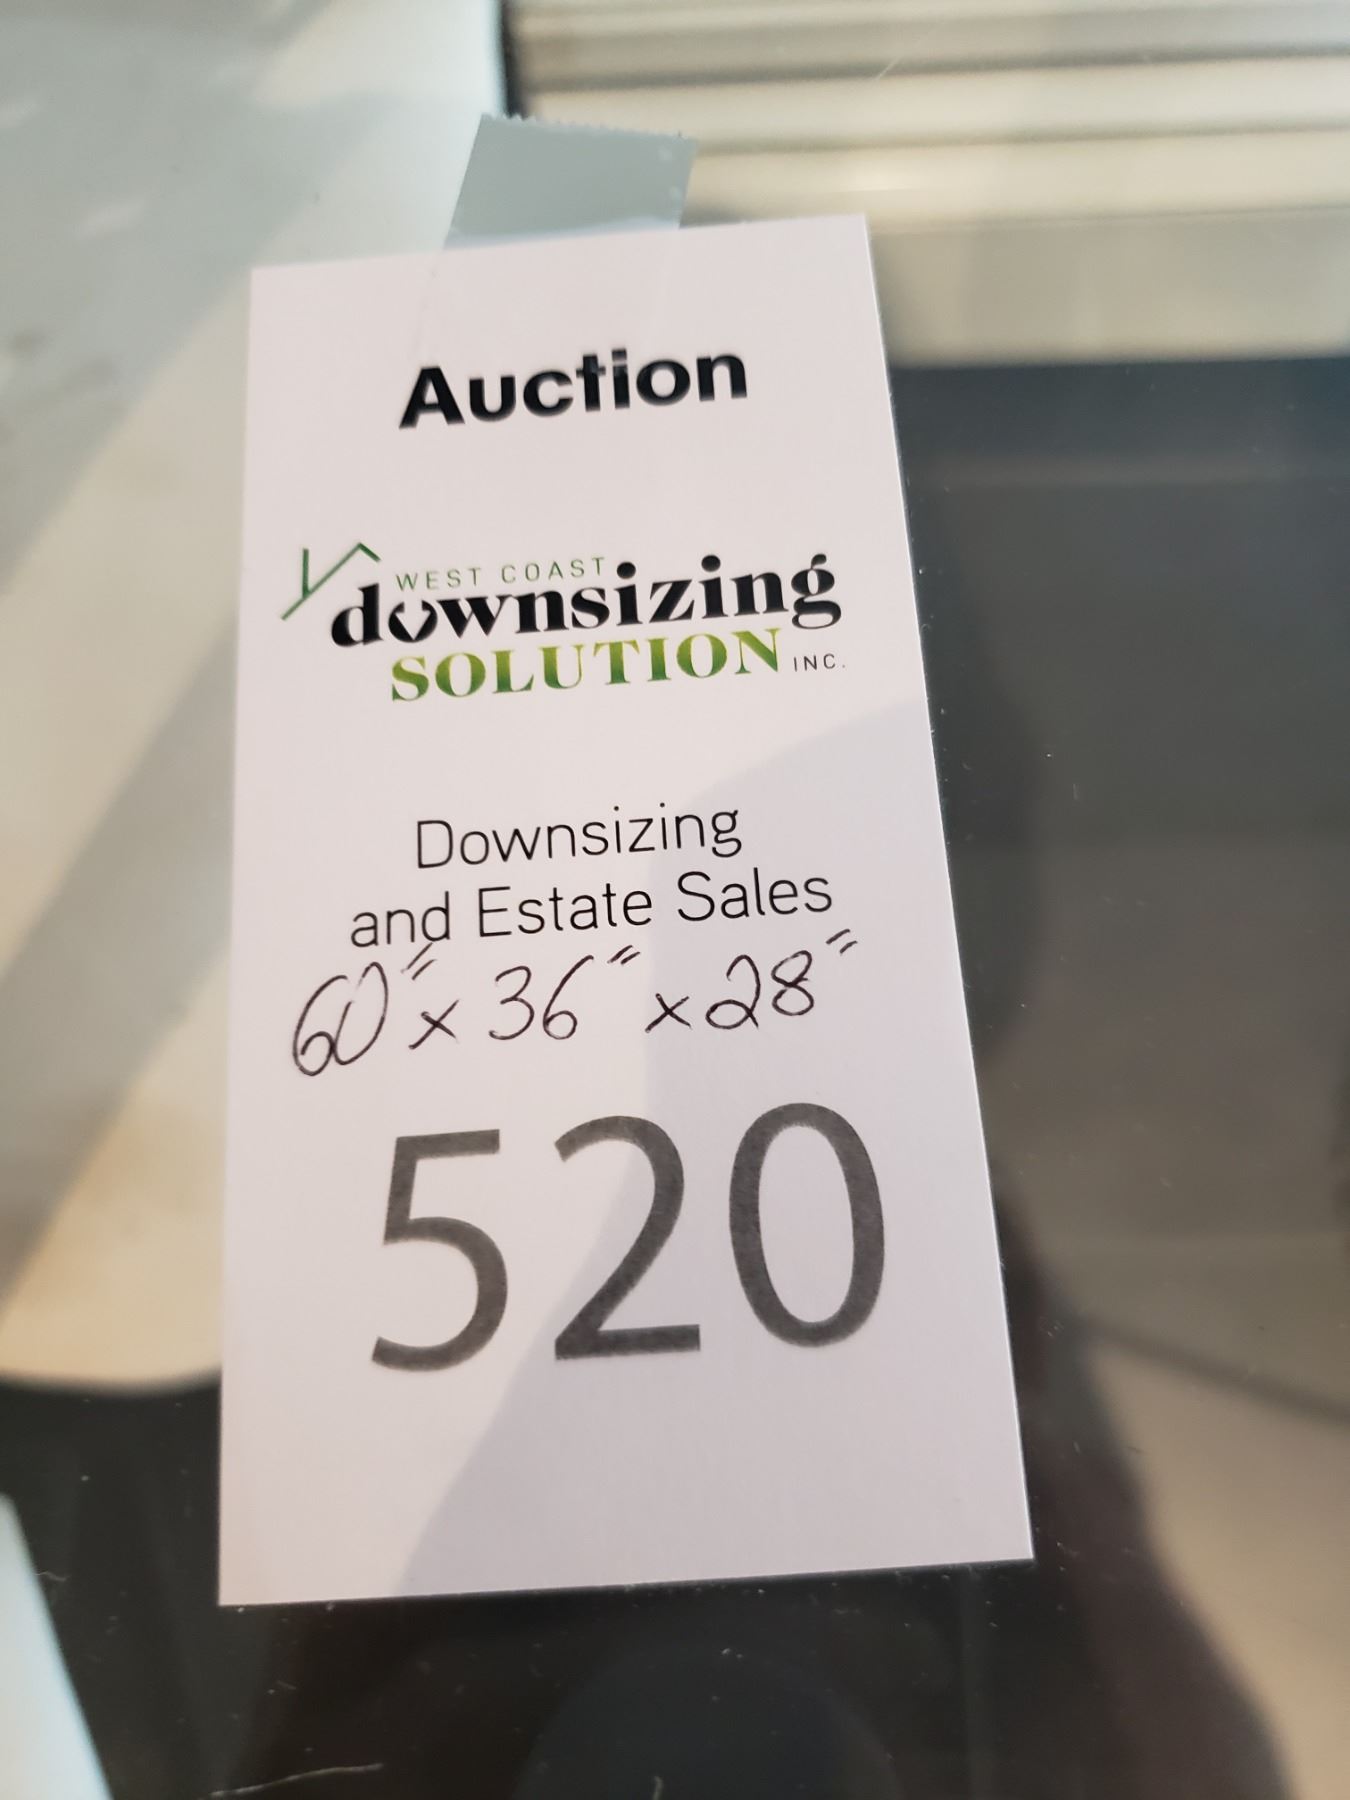 Auction
WEST COAST
downsizing
SOLUTION INC.
Downsizing
and Estate Sales
60" x 36" x 28"
520